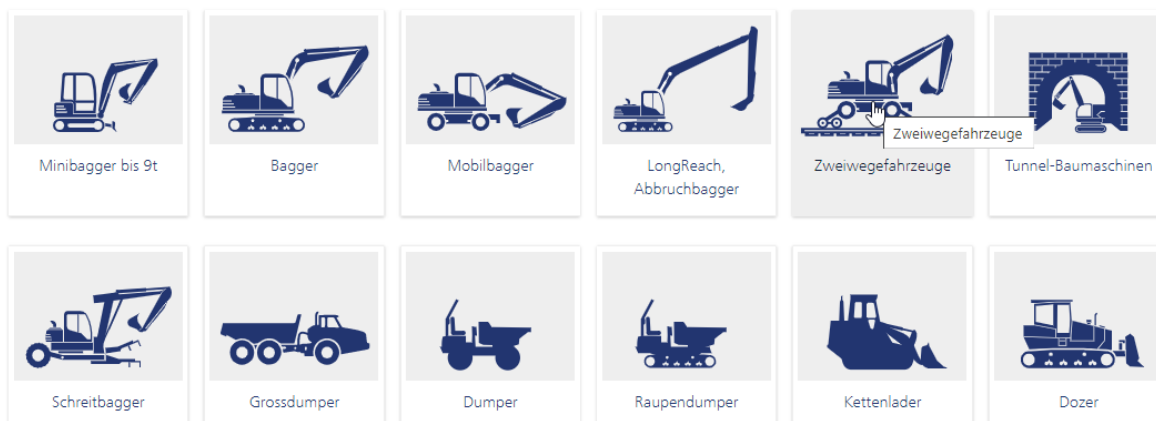 Minibagger bis 9t
Bagger
Mobilbagger
LongReach,
Abbruchbagger
Zweiwegefahrzeuge
Zweiwegefahrzeuge
Tunnel-Baumaschinen
Schreitbagger
Grossdumper
Dumper
Raupendumper
Kettenlader
Dozer